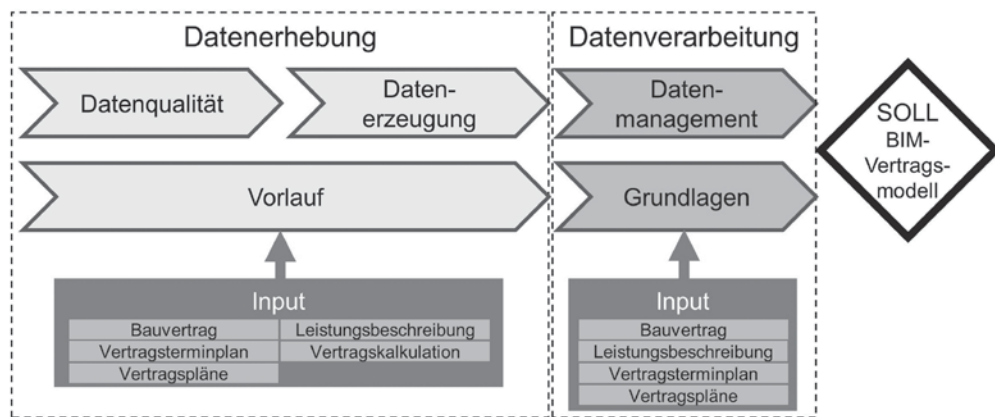 Datenerhebung
Datenqualität
Daten-
erzeugung
Vorlauf
Input
Bauvertrag
Leistungsbeschreibung
Vertragsterminplan
Vertragskalkulation
Vertragspläne
Datenverarbeitung
Daten-
management
Grundlagen
Input
Bauvertrag
Leistungsbeschreibung
Vertragsterminplan
Vertragspläne
SOLL
BIM-
Vertrags-
modell